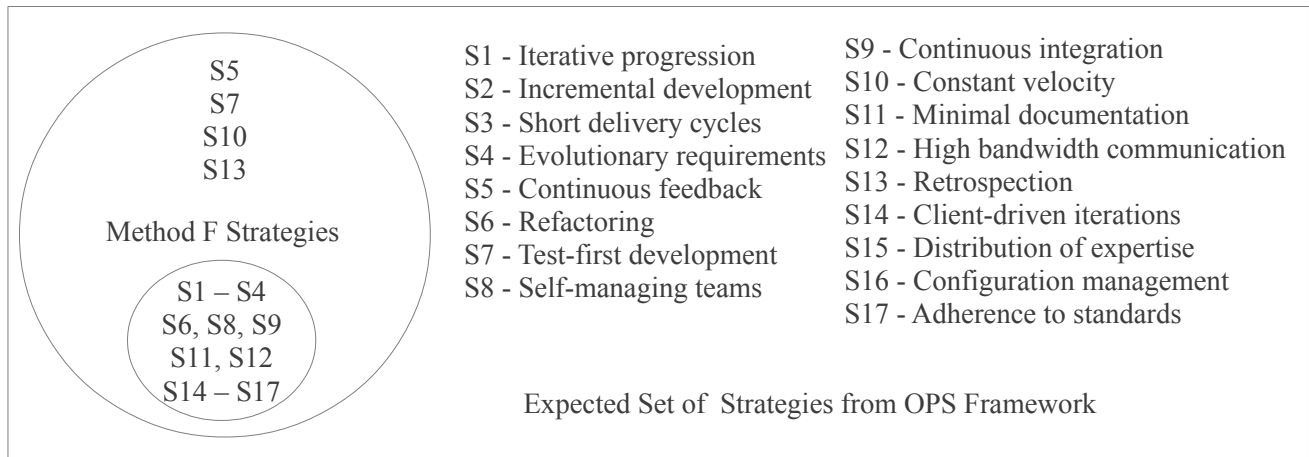 S5
S7
S10
S13
Method F Strategies
S1 – S4
S6, S8, S9
S11, S12
S14 – S17
S1 - Iterative progression
S2 - Incremental development
S3 - Short delivery cycles
S4 - Evolutionary requirements
S5 - Continuous feedback
S6 - Refactoring
S7 - Test-first development
S8 - Self-managing teams
S9 - Continuous integration
S10 - Constant velocity
S11 - Minimal documentation
S12 - High bandwidth communication
S13 - Retrospection
S14 - Client-driven iterations
S15 - Distribution of expertise
S16 - Configuration management
S17 - Adherence to standards
Expected Set of Strategies from OPS Framework